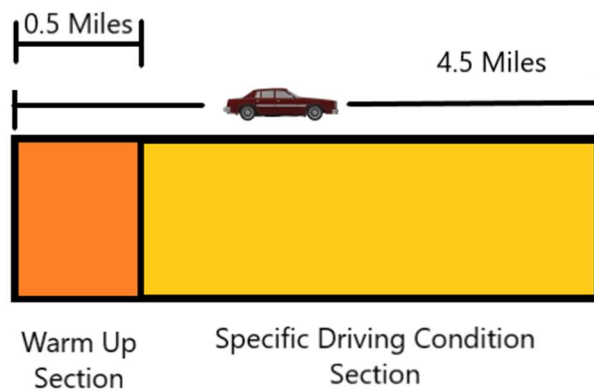 0.5 Miles
4.5 Miles
Warm Up
Section
Specific Driving Condition
Section